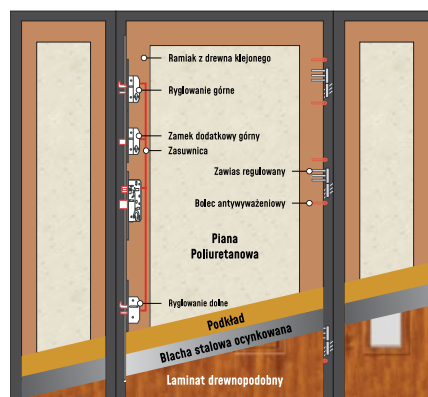 Ramiak z drewna klejonego
Ryglowanie górne
Zamek dodatkowy górny
Zasuwnica
Zawias regulowany
Bolec antywyważeniowy
Piana
Poliuretanowa
Ryglowanie dolne
Podkład
Blacha stalowa ocynkowana
Laminat drewnopodobny